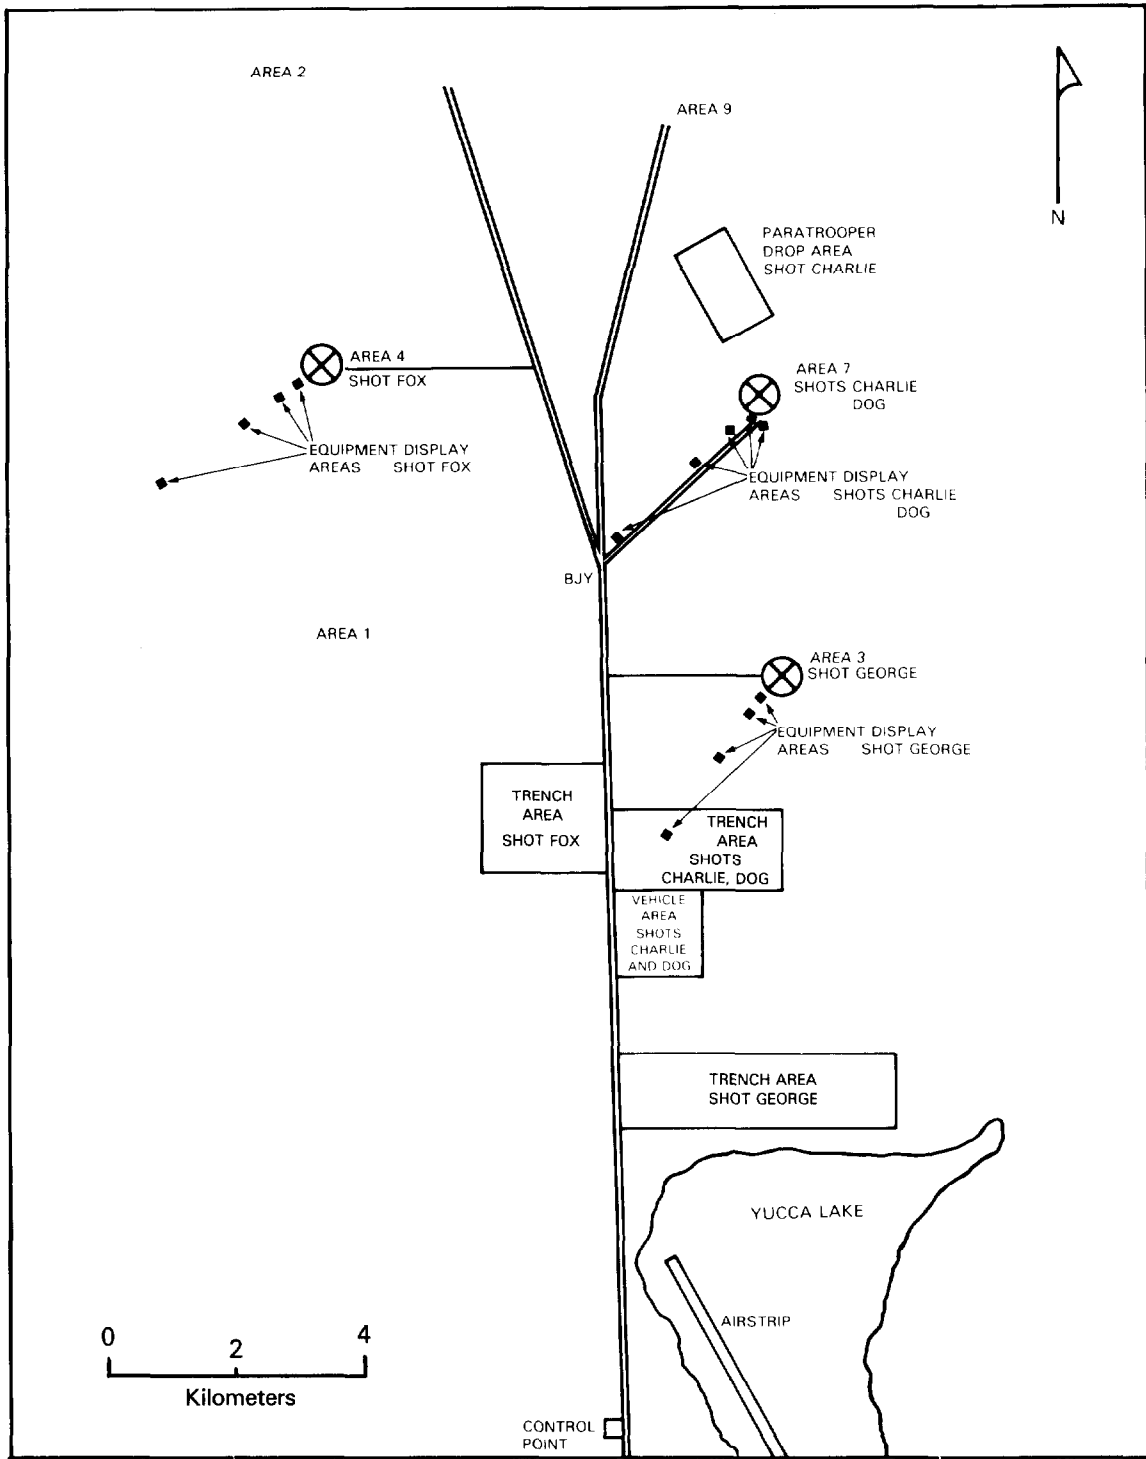 AREA 2
AREA 9
N
PARATROOPER
DROP AREA
SHOT CHARLIE
AREA 4
SHOT FOX
AREA 7
SHOTS CHARLIE
DOG
EQUIPMENT DISPLAY
AREAS SHOT FOX
EQUIPMENT DISPLAY
AREAS SHOTS CHARLIE
DOG
BJY
AREA 1
AREA 3
SHOT GEORGE
EQUIPMENT DISPLAY
AREAS SHOT GEORGE
TRENCH
AREA
SHOT FOX
TRENCH
AREA
SHOTS
CHARLIE, DOG
VEHICLE
AREA
SHOTS
CHARLIE
AND DOG
TRENCH AREA
SHOT GEORGE
YUCCA LAKE
AIRSTRIP
0 2 4
Kilometers
CONTROL
POINT